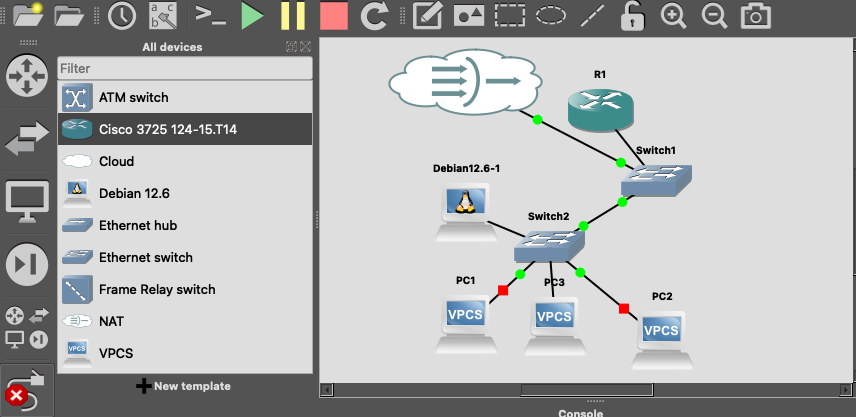 All devices
Filter
ATM switch
Cisco 3725 124-15.T14
Cloud
Debian 12.6
Ethernet hub
Ethernet switch
Frame Relay switch
NAT
VPCS
VPCS
New template
R1
Switch1
Debian12.6-1
Switch2
PC1
PC3
PC2
VPCS
VPCS
VPCS
Console